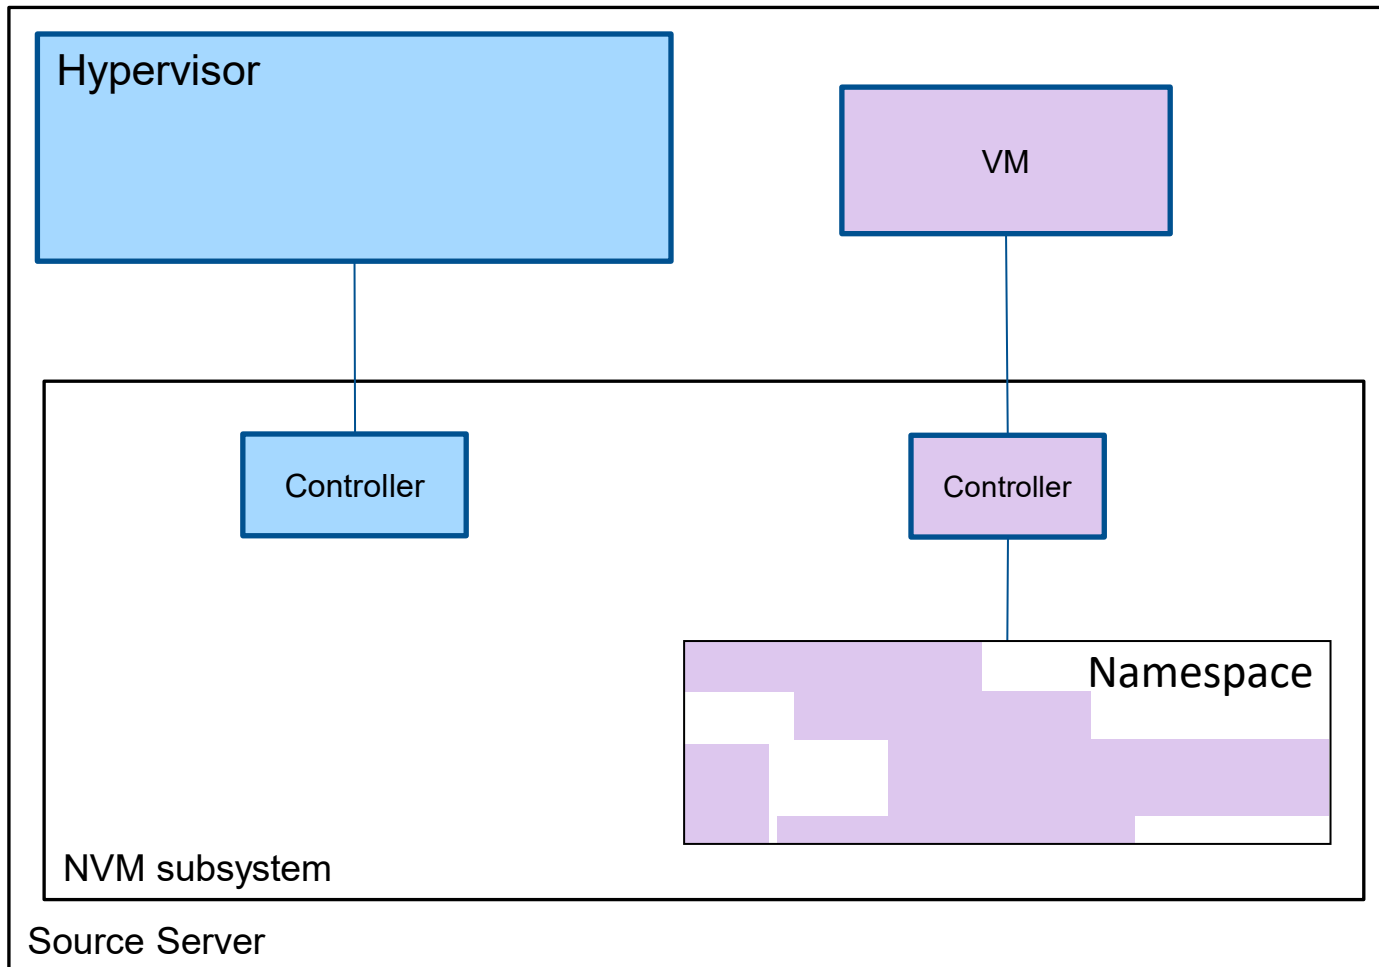 Hypervisor
VM
Controller
Controller
Namespace
NVM subsystem
Source Server